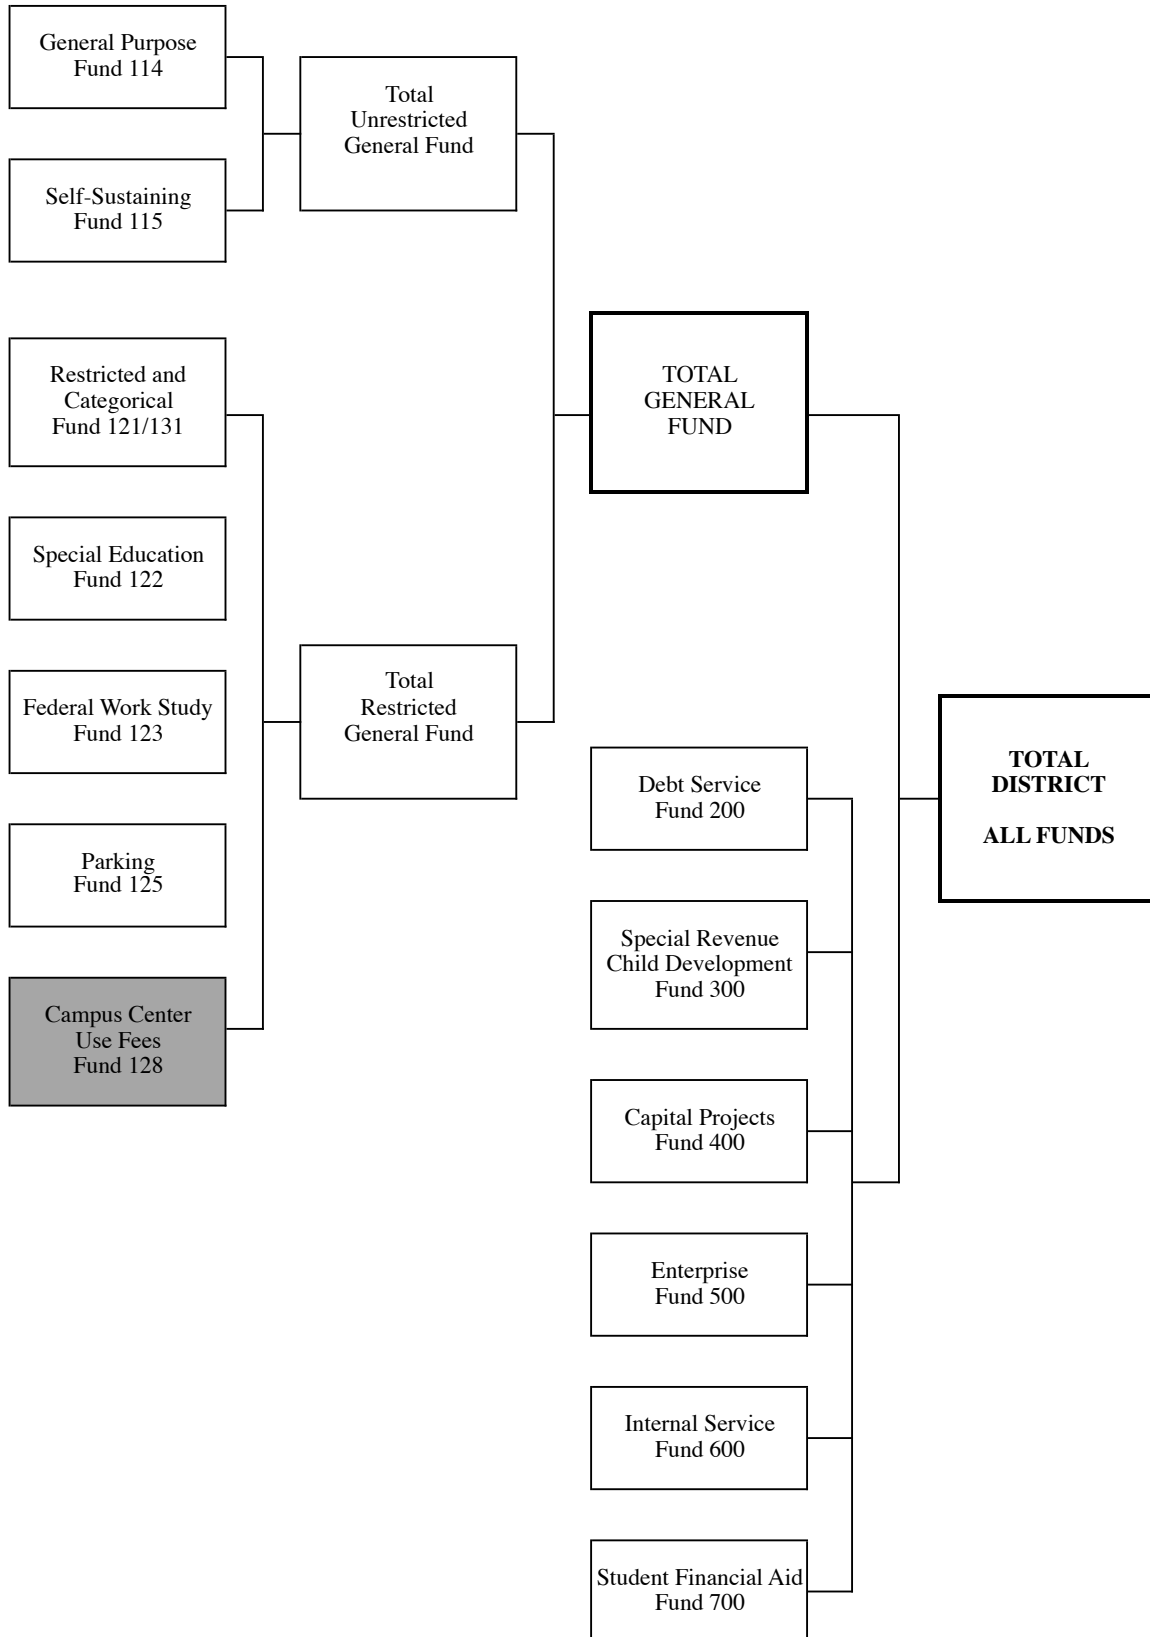 General Purpose
Fund 114
Self-Sustaining
Fund 115
Restricted and
Categorical
Fund 121/131
Special Education
Fund 122
Federal Work Study
Fund 123
Parking
Fund 125
Campus Center
Use Fees
Fund 128
Total
Unrestricted
General Fund
Total
Restricted
General Fund
TOTAL
GENERAL
FUND
Debt Service
Fund 200
Special Revenue
Child Development
Fund 300
Capital Projects
Fund 400
Enterprise
Fund 500
Internal Service
Fund 600
Student Financial Aid
Fund 700
TOTAL
DISTRICT
ALL FUNDS